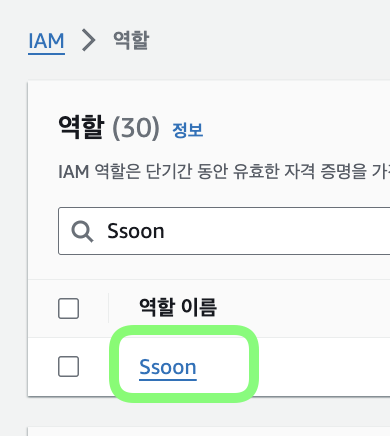 IAM > 역할
역할 (30) 정보
IAM 역할은 단기간 동안 유효한 자격 증명을 가
Ssoon
역할 이름
Ssoon